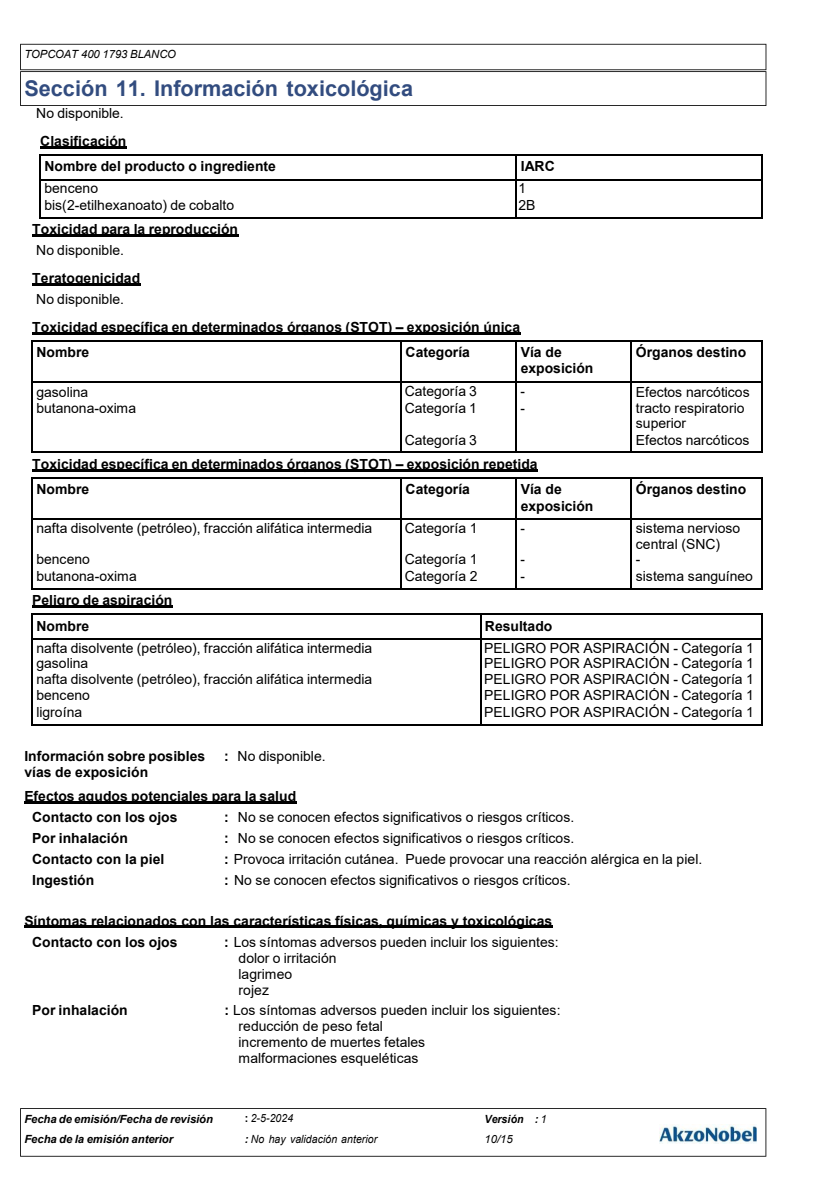 TOPCOAT 400 1793 BLANCO
Sección 11. Información toxicológica
No disponible.
Clasificación
Nombre del producto o ingrediente IARC
benceno 1
bis(2-etilhexanoato) de cobalto 2B
Toxicidad para la reproducción
No disponible.
Teratogenicidad
No disponible.
Toxicidad específica en determinados órganos (STOT) – exposición única
Nombre Categoría Vía de exposición Órganos destino
gasolina Categoría 3 - Efectos narcóticos
butanona-oxima Categoría 1 - tracto respiratorio
superior
Categoría 3 Efectos narcóticos
Toxicidad específica en determinados órganos (STOT) – exposición repetida
Nombre Categoría Vía de exposición Órganos destino
nafta disolvente (petróleo), fracción alifática intermedia Categoría 1 - sistema nervioso
central (SNC)
benceno Categoría 1 - -
butanona-oxima Categoría 2 - sistema sanguíneo
Peligro de aspiración
Nombre Resultado
nafta disolvente (petróleo), fracción alifática intermedia PELIGRO POR ASPIRACIÓN - Categoría 1
gasolina PELIGRO POR ASPIRACIÓN - Categoría 1
nafta disolvente (petróleo), fracción alifática intermedia PELIGRO POR ASPIRACIÓN - Categoría 1
benceno PELIGRO POR ASPIRACIÓN - Categoría 1
ligroína PELIGRO POR ASPIRACIÓN - Categoría 1
Información sobre posibles : No disponible.
vías de exposición
Efectos agudos potenciales para la salud
Contacto con los ojos : No se conocen efectos significativos o riesgos críticos.
Por inhalación : No se conocen efectos significativos o riesgos críticos.
Contacto con la piel : Provoca irritación cutánea. Puede provocar una reacción alérgica en la piel.
Ingestión : No se conocen efectos significativos o riesgos críticos.
Síntomas relacionados con las características físicas, químicas y toxicológicas
Contacto con los ojos : Los síntomas adversos pueden incluir los siguientes:
dolor o irritación
lagrimeo
rojez
Por inhalación : Los síntomas adversos pueden incluir los siguientes:
reducción de peso fetal
incremento de muertes fetales
malformaciones esqueléticas
Fecha de emisión/Fecha de revisión : 2-5-2024 Versión : 1
Fecha de la emisión anterior : No hay validación anterior 10/15 AkzoNobel